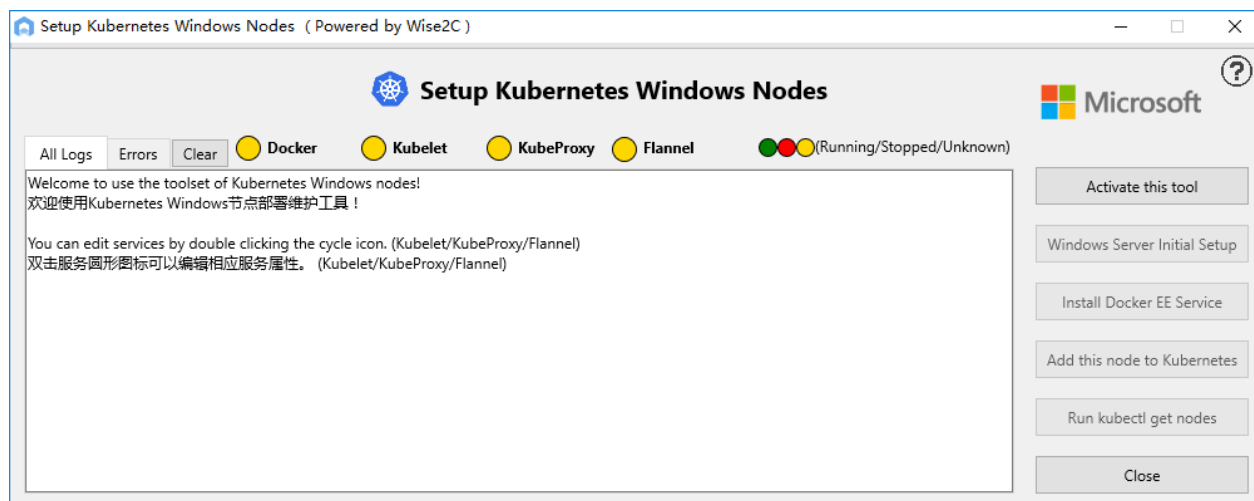 Setup Kubernetes Windows Nodes ( Powered by Wise2C )
Setup Kubernetes Windows Nodes
?
Microsoft
All Logs Errors Clear Docker Kubelet KubeProxy Flannel (Running/Stopped/Unknown)
Welcome to use the toolset of Kubernetes Windows nodes!
欢迎使用Kubernetes Windows节点部署维护工具！
You can edit services by double clicking the cycle icon. (Kubelet/KubeProxy/Flannel)
双击服务圆形图标可以编辑相应服务属性。 (Kubelet/KubeProxy/Flannel)
Activate this tool
Windows Server Initial Setup
Install Docker EE Service
Add this node to Kubernetes
Run kubectl get nodes
Close